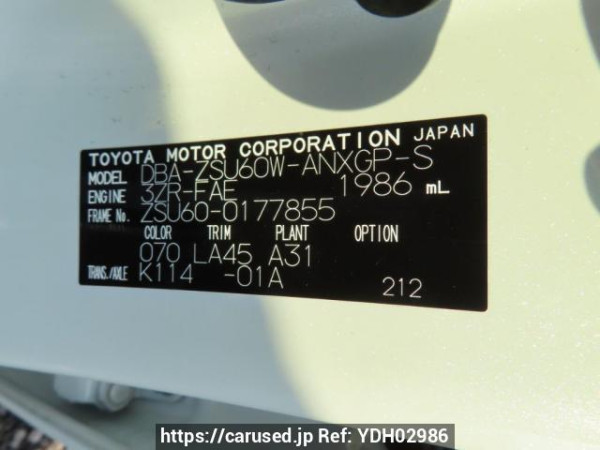 TOYOTA MOTOR CORPORATION JAPAN
MODEL DBA-ZSU60W-ANXGP-S
ENGINE 3ZR-FAE 1986 mL
FRAME No. ZSU60-0177855
COLOR TRIM PLANT OPTION
070 LA45 A31
TRANS./AXLE K114 -01A
212
https://carused.jp Ref: YDH02986